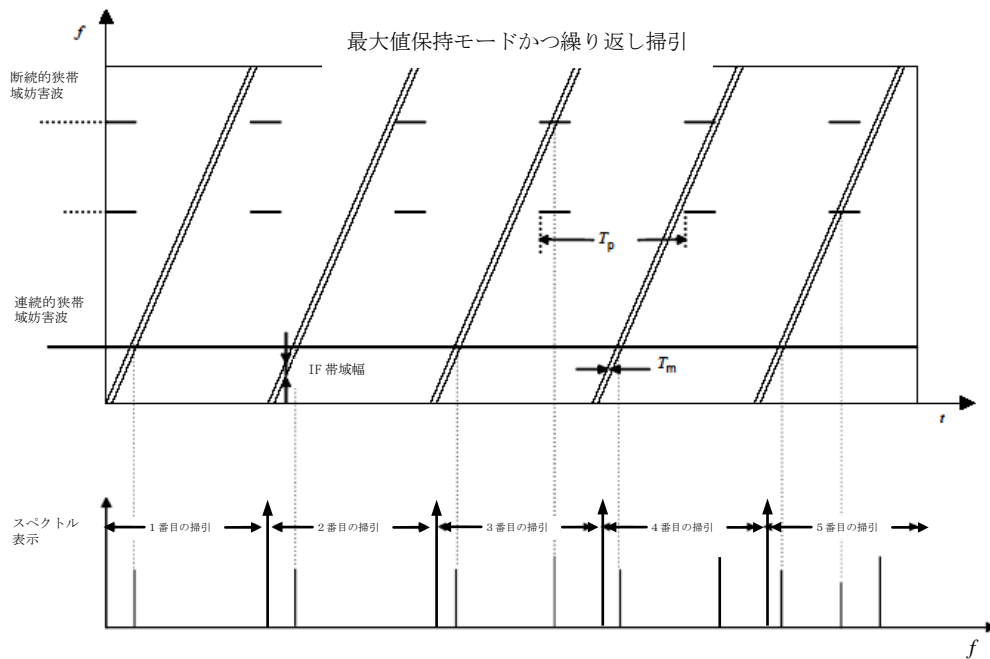 f
最大値保持モードかつ繰り返し掃引
断続的狭帯
域妨害波
Tp
連続的狭帯
域妨害波
IF 帯域幅
Tm
t
スペクトル
表示
1 番目の掃引
2 番目の掃引
3 番目の掃引
4 番目の掃引
5 番目の掃引
f